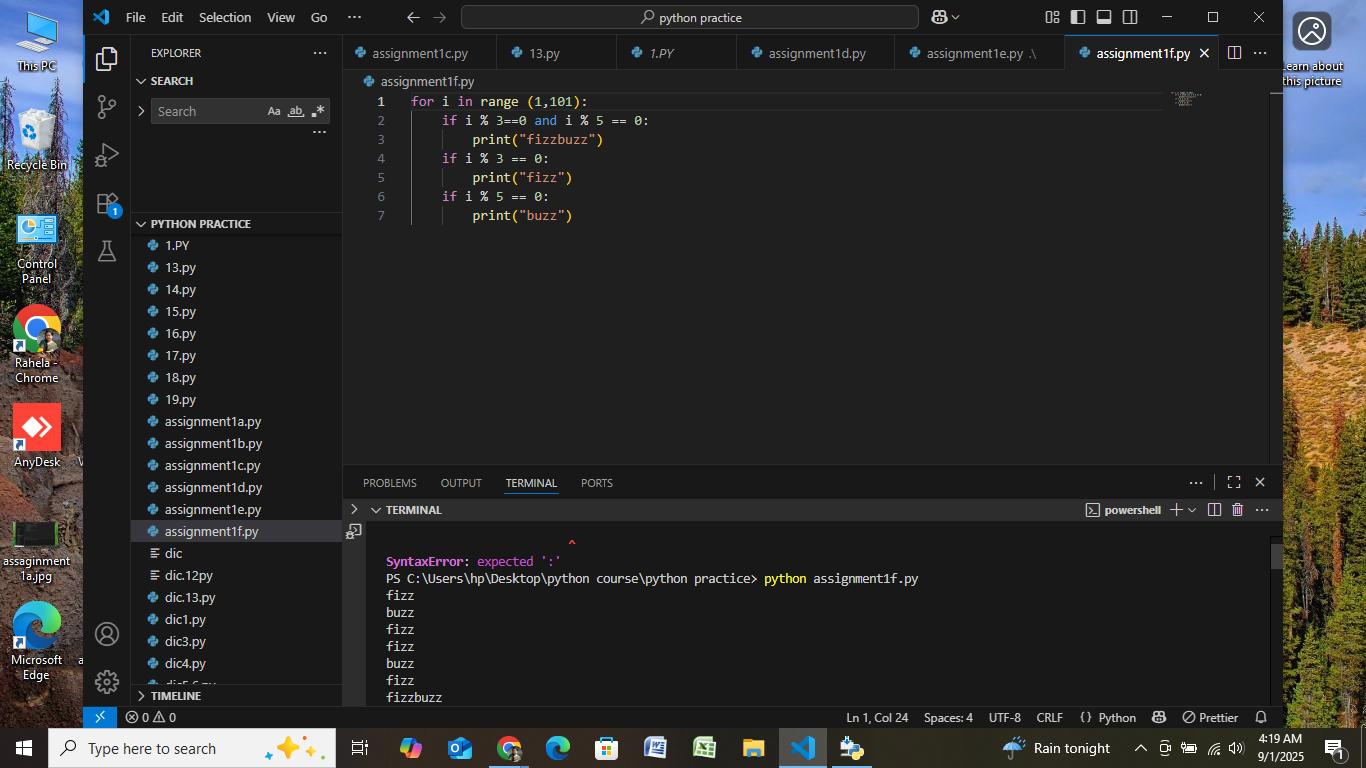 File Edit Selection View Go ··· python practice
This PC
Recycle Bin
Control Panel
Rahela - Chrome
AnyDesk
assaginment 1a.jpg
Microsoft Edge
Learn about this picture
EXPLORER ···
SEARCH
Search Aa ab .*
···
PYTHON PRACTICE
1.PY
13.py
14.py
15.py
16.py
17.py
18.py
19.py
assignment1a.py
assignment1b.py
assignment1c.py
assignment1d.py
assignment1e.py
assignment1f.py
dic
dic.12py
dic.13.py
dic1.py
dic3.py
dic4.py
TIMELINE
1
assignment1c.py 13.py 1.PY assignment1d.py assignment1e.py .\ assignment1f.py
assignment1f.py
1 for i in range (1,101):
2 if i % 3==0 and i % 5 == 0:
3 print("fizzbuzz")
4 if i % 3 == 0:
5 print("fizz")
6 if i % 5 == 0:
7 print("buzz")
PROBLEMS OUTPUT TERMINAL PORTS
TERMINAL powershell
^
SyntaxError: expected ':'
PS C:\Users\hp\Desktop\python course\python practice> python assignment1f.py
fizz
buzz
fizz
fizz
buzz
fizz
fizzbuzz
0 0 Ln 1, Col 24 Spaces: 4 UTF-8 CRLF {} Python Prettier
Type here to search Rain tonight 4:19 AM
9/1/2025
1